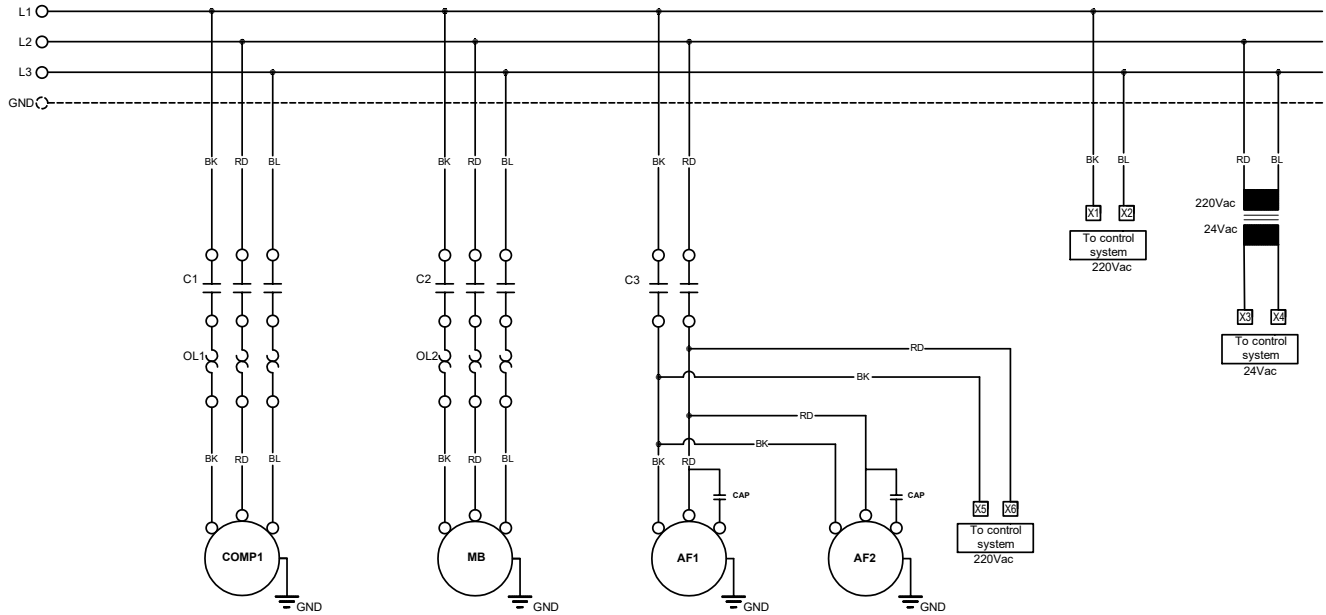 L1
L2
L3
GND
BK RD BL
BK RD BL
BK RD
BK BL
RD BL
X1 X2
To control
system
220Vac
220Vac
24Vac
C1
C2
C3
X3 X4
To control
system
24Vac
OL1
OL2
RD
BK
RD
BK
BK RD BL
BK RD BL
BK RD
CAP
CAP
X5 X6
To control
system
220Vac
COMP1
MB
AF1
AF2
GND
GND
GND
GND